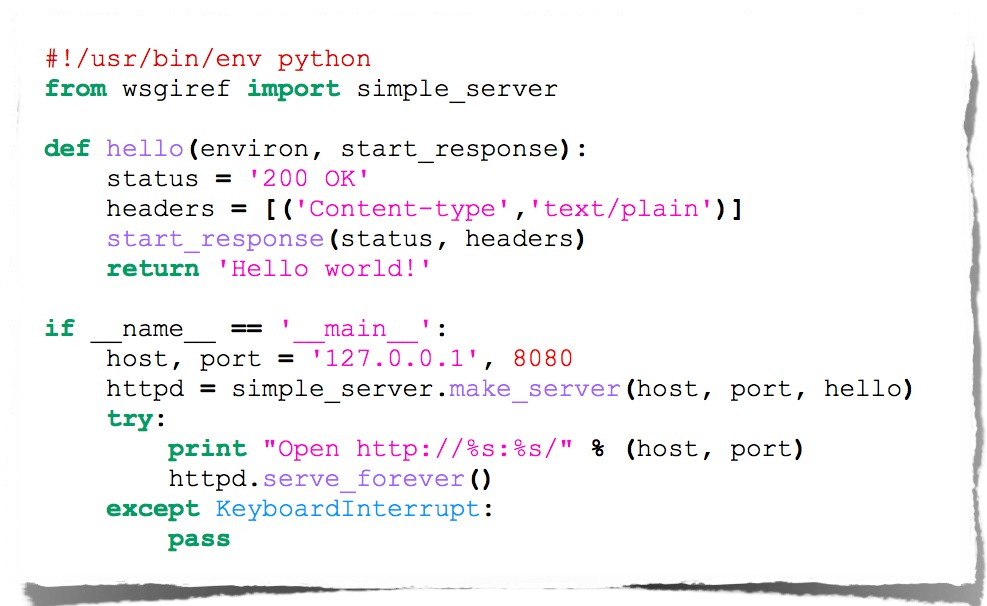 #!/usr/bin/env python
from wsgiref import simple_server

def hello(environ, start_response):
    status = '200 OK'
    headers = [('Content-type','text/plain')]
    start_response(status, headers)
    return 'Hello world!'

if __name__ == '__main__':
    host, port = '127.0.0.1', 8080
    httpd = simple_server.make_server(host, port, hello)
    try:
        print "Open http://%s:%s/" % (host, port)
        httpd.serve_forever()
    except KeyboardInterrupt:
        pass